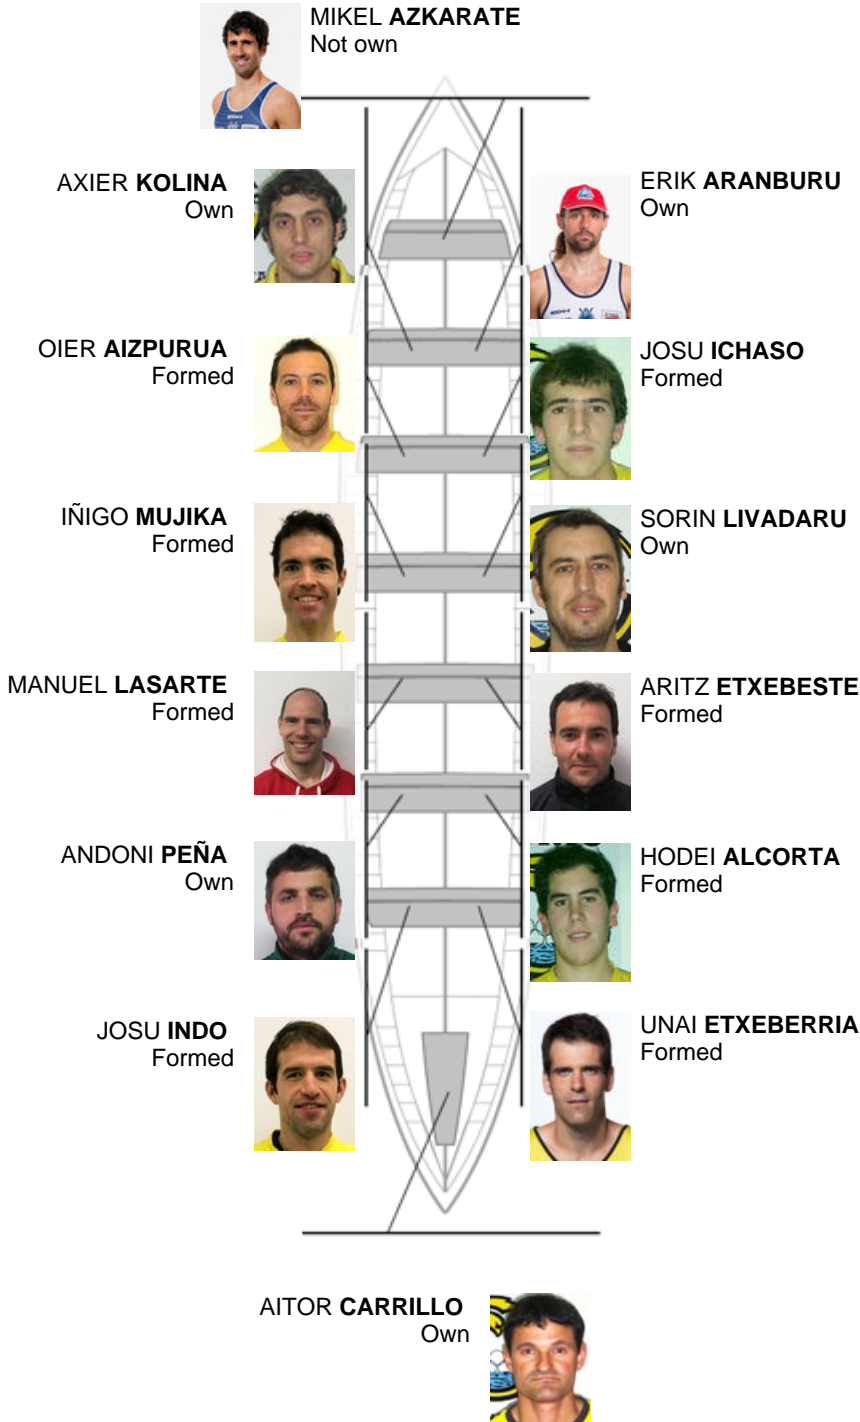 MIKEL AZKARATE
Not own
AXIER KOLINA
Own
ERIK ARANBURU
Own
OIER AIZPURUA
Formed
JOSU ICHASO
Formed
IÑIGO MUJIKA
Formed
SORIN LIVADARU
Own
MANUEL LASARTE
Formed
ARITZ ETXEBESTE
Formed
ANDONI PEÑA
Own
HODEI ALCORTA
Formed
JOSU INDO
Formed
UNAI ETXEBERRIA
Formed
AITOR CARRILLO
Own